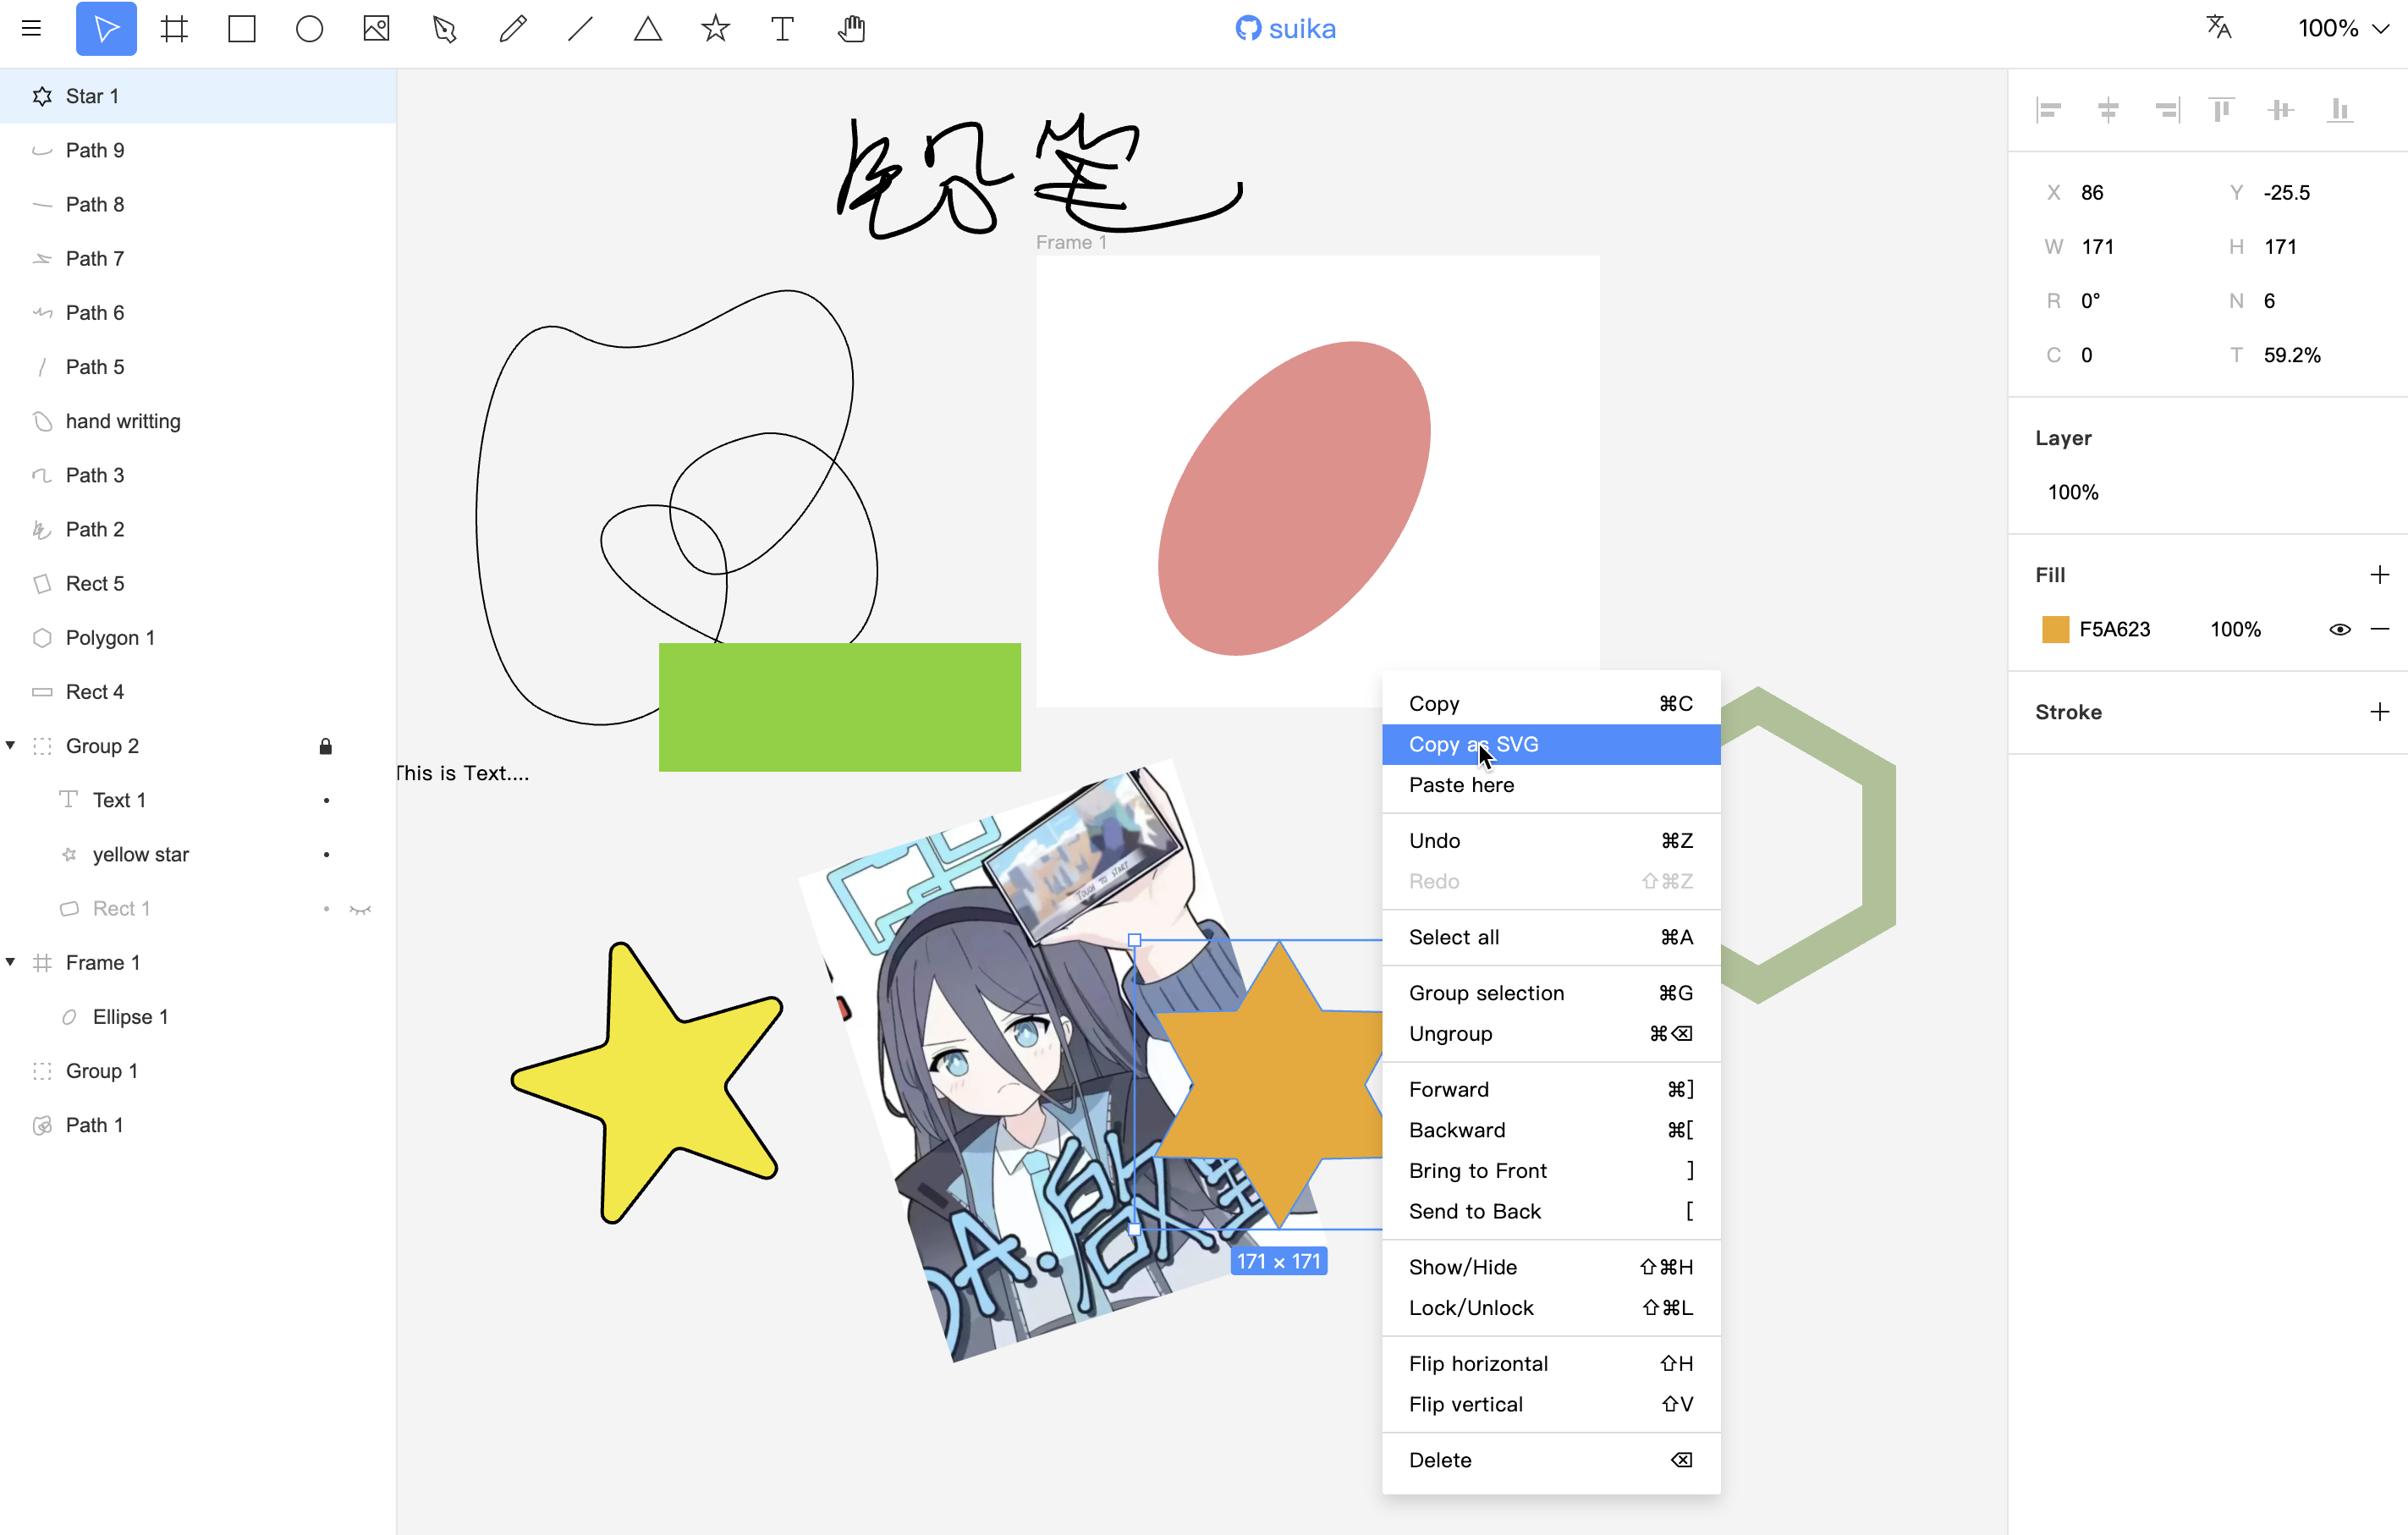 suika
100%
Star 1
Path 9
Path 8
Path 7
Path 6
Path 5
hand writting
Path 3
Path 2
Rect 5
Polygon 1
Rect 4
Group 2
Text 1
yellow star
Rect 1
Frame 1
Ellipse 1
Group 1
Path 1
铅笔
Frame 1
This is Text....
TOUCH TO START
171 × 171
Copy ⌘C
Copy as SVG
Paste here
Undo ⌘Z
Redo ⇧⌘Z
Select all ⌘A
Group selection ⌘G
Ungroup ⌘⌫
Forward ⌘]
Backward ⌘[
Bring to Front ]
Send to Back [
Show/Hide ⇧⌘H
Lock/Unlock ⇧⌘L
Flip horizontal ⇧H
Flip vertical ⇧V
Delete ⌫
X 86 Y -25.5
W 171 H 171
R 0° N 6
C 0 T 59.2%
Layer
100%
Fill
F5A623 100%
Stroke